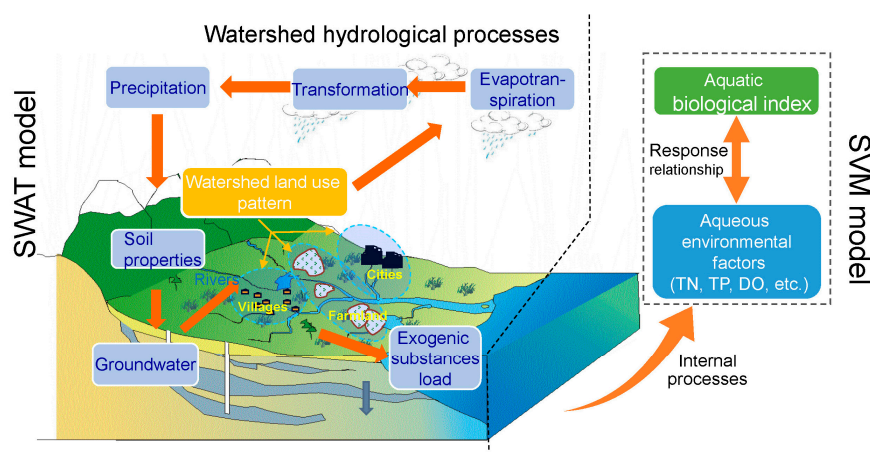 Watershed hydrological processes
SWAT model
Precipitation
Transformation
Evapotran-
spiration
Watershed land use
pattern
Soil
properties
Rivers
Cities
Villages
Farmland
Groundwater
Exogenic
substances
load
Aquatic
biological index
Response
relationship
Aqueous
environmental
factors
(TN, TP, DO, etc.)
SVM model
Internal
processes